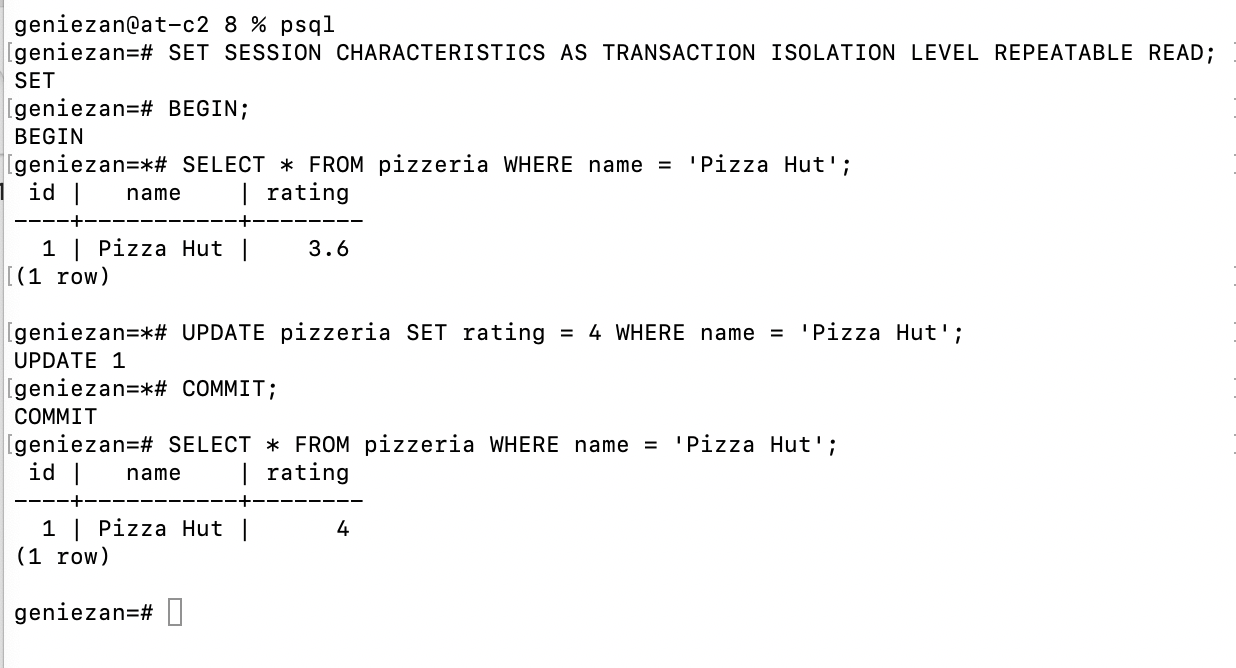 geniezan@at-c2 8 % psql
[geniezan=# SET SESSION CHARACTERISTICS AS TRANSACTION ISOLATION LEVEL REPEATABLE READ;
SET
[geniezan=# BEGIN;
BEGIN
[geniezan=*# SELECT * FROM pizzeria WHERE name = 'Pizza Hut';
 id |   name    | rating
----+-----------+--------
  1 | Pizza Hut |    3.6
[(1 row)

[geniezan=*# UPDATE pizzeria SET rating = 4 WHERE name = 'Pizza Hut';
UPDATE 1
[geniezan=*# COMMIT;
COMMIT
[geniezan=# SELECT * FROM pizzeria WHERE name = 'Pizza Hut';
 id |   name    | rating
----+-----------+--------
  1 | Pizza Hut |      4
(1 row)

geniezan=#